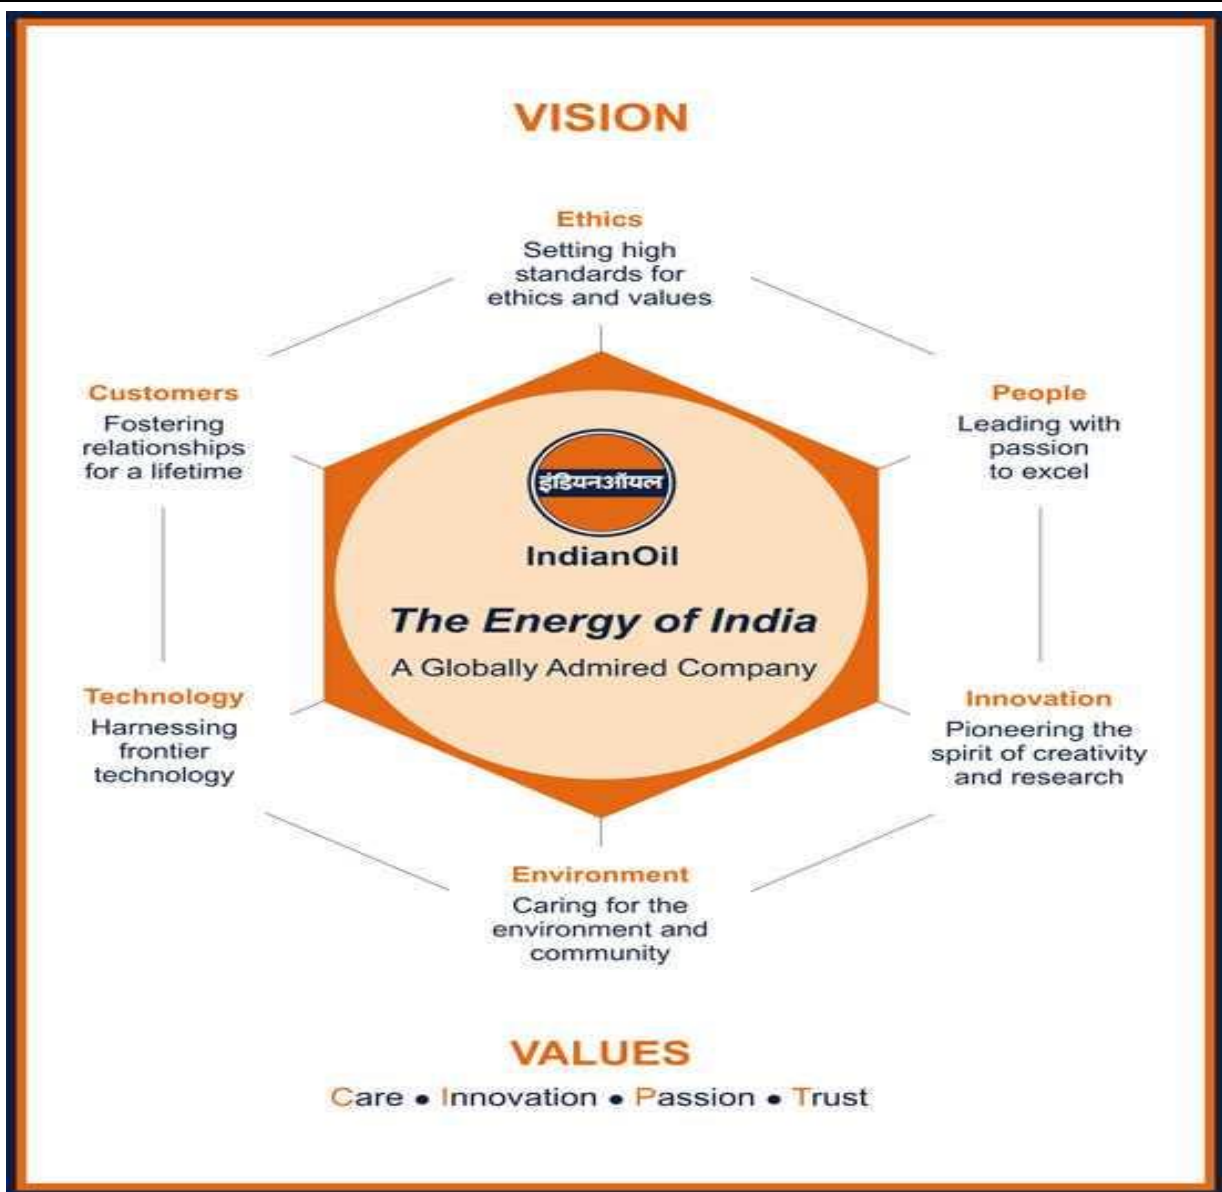 VISION
Ethics
Setting high
standards for
ethics and values
Customers
Fostering
relationships
for a lifetime
People
Leading with
passion
to excel
इंडियनऑयल
IndianOil
The Energy of India
A Globally Admired Company
Technology
Harnessing
frontier
technology
Innovation
Pioneering the
spirit of creativity
and research
Environment
Caring for the
environment and
community
VALUES
Care ● Innovation ● Passion ● Trust